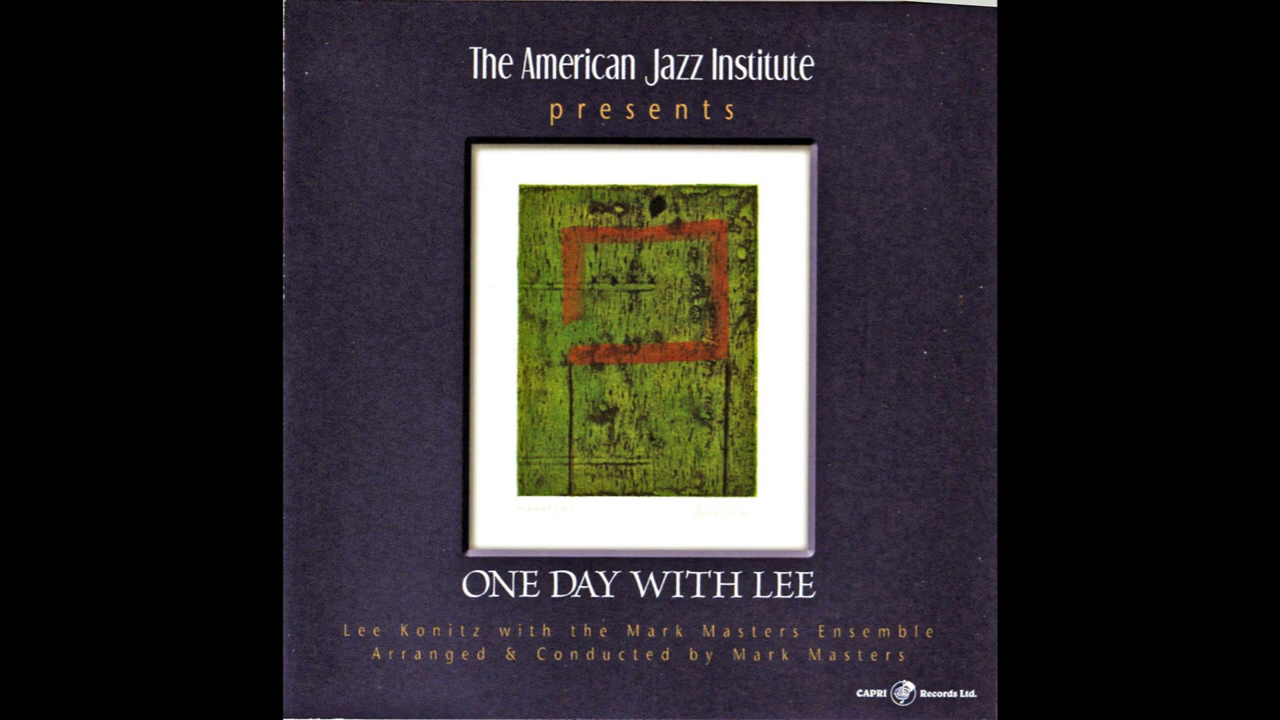 The American Jazz Institute
presents
ONE DAY WITH LEE
Lee Konitz with the Mark Masters Ensemble
Arranged & Conducted by Mark Masters
CAPRI Records Ltd.